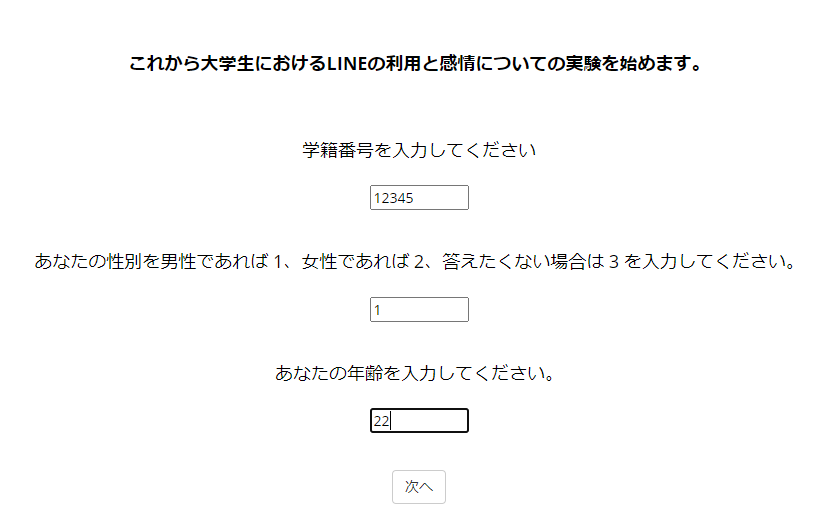 これから大学生におけるLINEの利用と感情についての実験を始めます。
学籍番号を入力してください
12345
あなたの性別を男性であれば 1、女性であれば 2、答えたくない場合は 3 を入力してください。
1
あなたの年齢を入力してください。
22
次へ